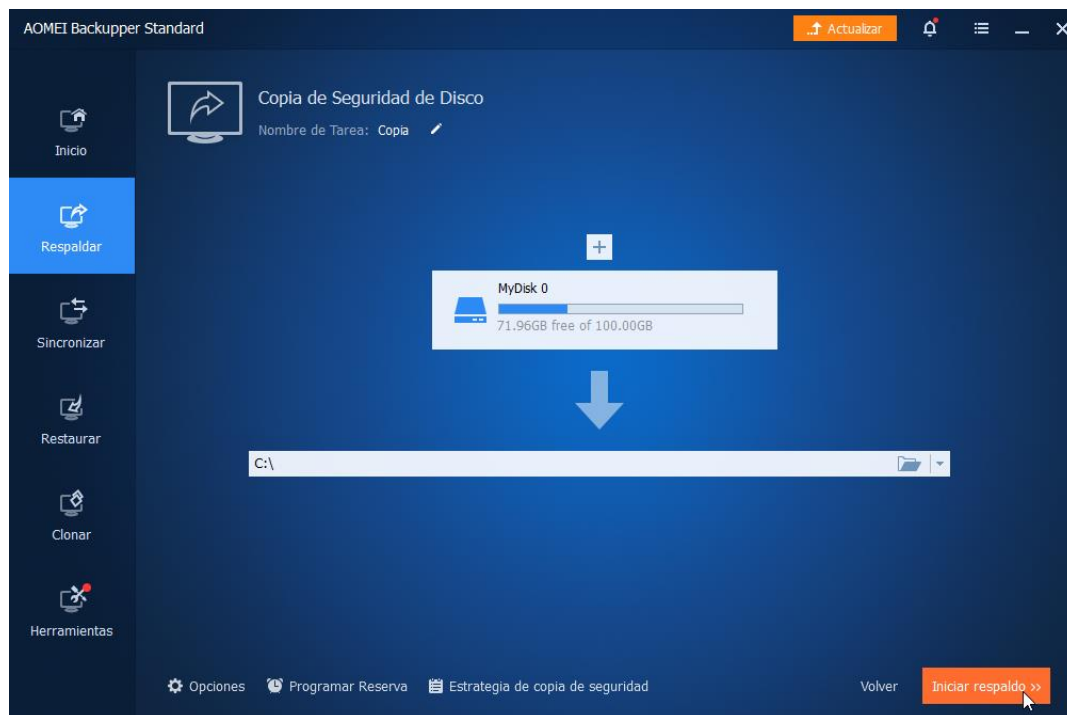 AOMEI Backupper Standard
Actualizar
Copia de Seguridad de Disco
Nombre de Tarea: Copia
Inicio
Respaldar
Sincronizar
Restaurar
Clonar
Herramientas
MyDisk 0
71.96GB free of 100.00GB
C:\
Opciones Programar Reserva Estrategia de copia de seguridad Volver Iniciar respaldo »